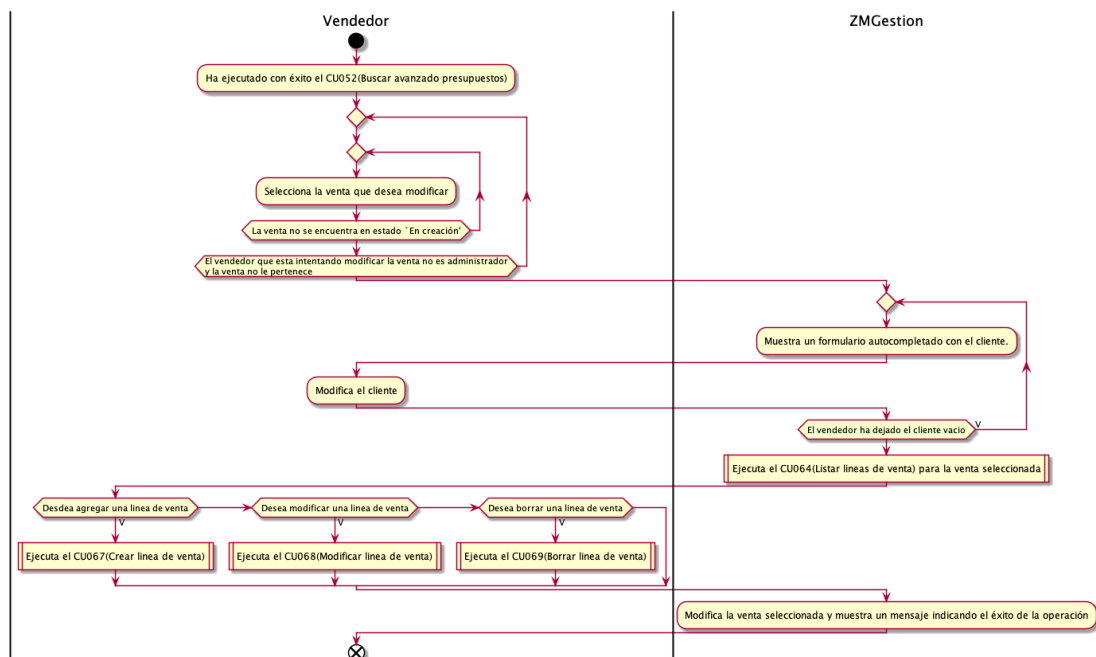 Vendedor
ZMGestion
Ha ejecutado con éxito el CU052(Buscar avanzado presupuestos)
Selecciona la venta que desea modificar
La venta no se encuentra en estado `En creación'
El vendedor que esta intentando modificar la venta no es administrador
y la venta no le pertenece
Muestra un formulario autocompletado con el cliente.
Modifica el cliente
El vendedor ha dejado el cliente vacio
V
Ejecuta el CU064(Listar lineas de venta) para la venta seleccionada
Desdea agregar una linea de venta
Desea modificar una linea de venta
Desea borrar una linea de venta
V
V
V
Ejecuta el CU067(Crear linea de venta)
Ejecuta el CU068(Modificar linea de venta)
Ejecuta el CU069(Borrar linea de venta)
Modifica la venta seleccionada y muestra un mensaje indicando el éxito de la operación